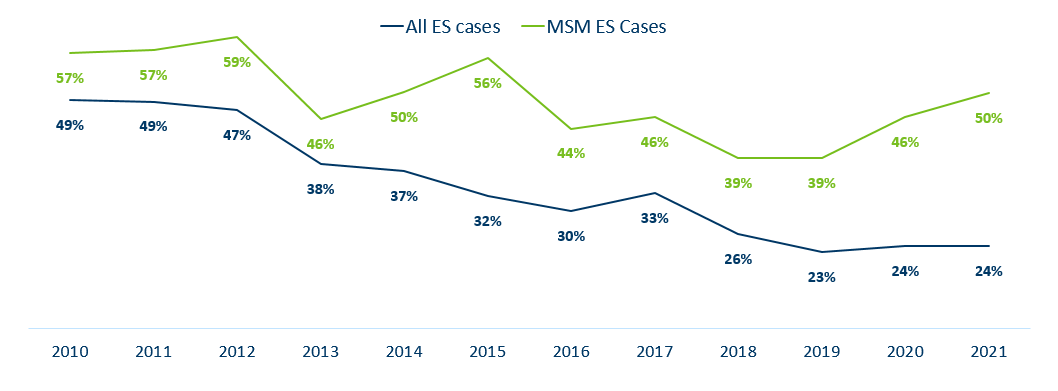 All ES cases MSM ES Cases
57% 57% 59% 46% 50% 56% 44% 46% 39% 39% 46% 50%
49% 49% 47% 38% 37% 32% 30% 33% 26% 23% 24% 24%
2010 2011 2012 2013 2014 2015 2016 2017 2018 2019 2020 2021